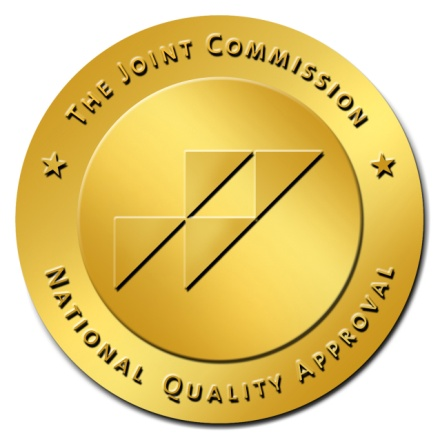 THE JOINT COMMISSION
NATIONAL QUALITY APPROVAL